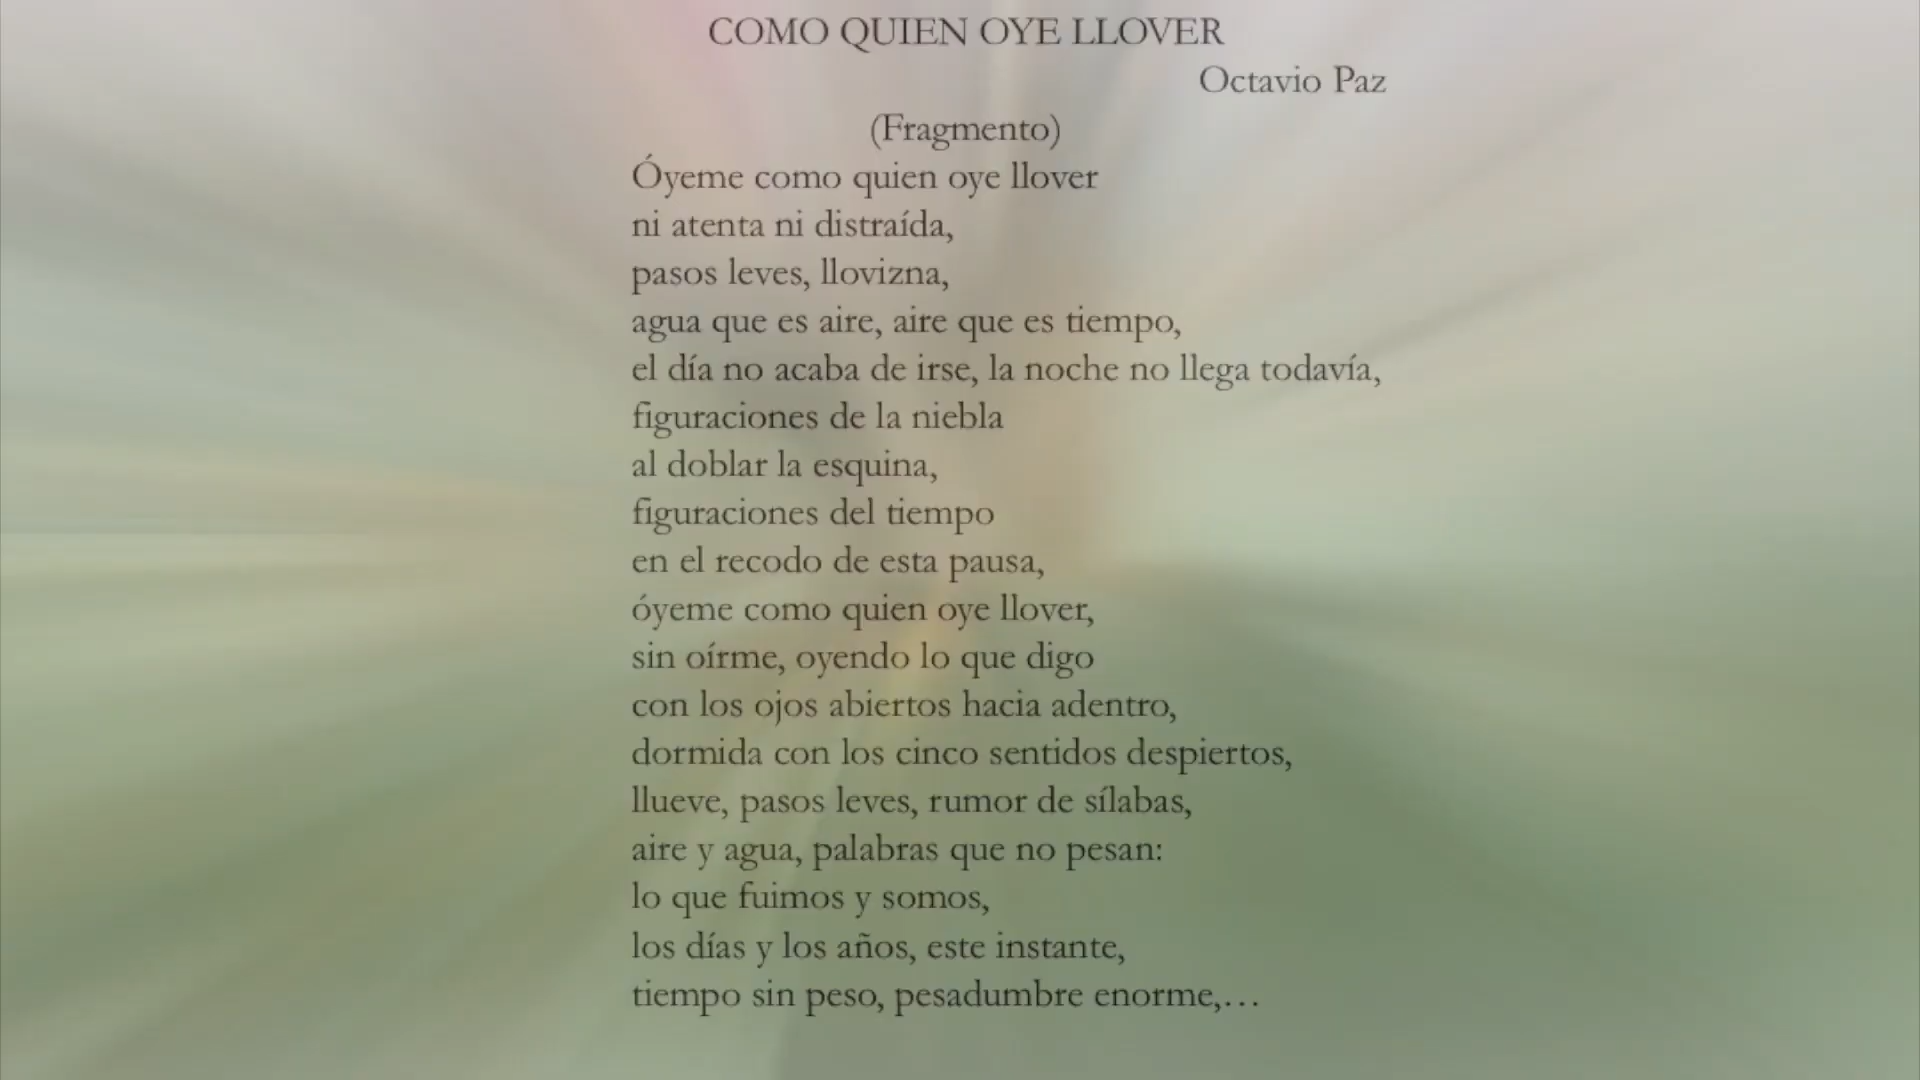 COMO QUIEN OYE LLOVER
Octavio Paz
(Fragmento)
Óyeme como quien oye llover
ni atenta ni distraída,
pasos leves, llovizna,
agua que es aire, aire que es tiempo,
el día no acaba de irse, la noche no llega todavía,
figuraciones de la niebla
al doblar la esquina,
figuraciones del tiempo
en el recodo de esta pausa,
óyeme como quien oye llover,
sin oírme, oyendo lo que digo
con los ojos abiertos hacia adentro,
dormida con los cinco sentidos despiertos,
llueve, pasos leves, rumor de sílabas,
aire y agua, palabras que no pesan:
lo que fuimos y somos,
los días y los años, este instante,
tiempo sin peso, pesadumbre enorme,…